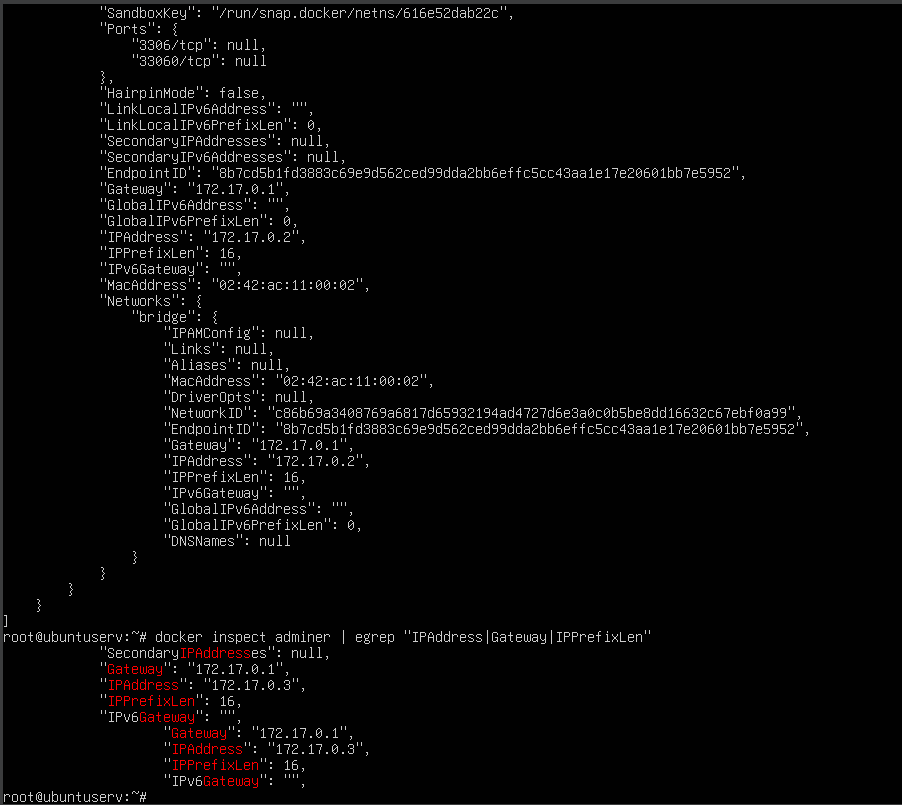 "SandboxKey": "/run/snap.docker/netns/616e52dab22c",
"Ports": {
"3306/tcp": null,
"33060/tcp": null
},
"HairpinMode": false,
"LinkLocalIPv6Address": "",
"LinkLocalIPv6PrefixLen": 0,
"SecondaryIPAddresses": null,
"SecondaryIPv6Addresses": null,
"EndpointID": "8b7cd5b1fd3883c69e9d562ced99dda2bb6effc5cc43aa1e17e20601bb7e5952",
"Gateway": "172.17.0.1",
"GlobalIPv6Address": "",
"GlobalIPv6PrefixLen": 0,
"IPAddress": "172.17.0.2",
"IPPrefixLen": 16,
"IPv6Gateway": "",
"MacAddress": "02:42:ac:11:00:02",
"Networks": {
"bridge": {
"IPAMConfig": null,
"Links": null,
"Aliases": null,
"MacAddress": "02:42:ac:11:00:02",
"DriverOpts": null,
"NetworkID": "c86b69a3408769a6817d65932194ad4727d6e3a0c0b5be8dd16632c67ebf0a99",
"EndpointID": "8b7cd5b1fd3883c69e9d562ced99dda2bb6effc5cc43aa1e17e20601bb7e5952",
"Gateway": "172.17.0.1",
"IPAddress": "172.17.0.2",
"IPPrefixLen": 16,
"IPv6Gateway": "",
"GlobalIPv6Address": "",
"GlobalIPv6PrefixLen": 0,
"DNSNames": null
}
}
}
}
]
root@ubuntuserv:~# docker inspect adminer | egrep "IPAddress|Gateway|IPPrefixLen"
"SecondaryIPAddresses": null,
"Gateway": "172.17.0.1",
"IPAddress": "172.17.0.3",
"IPPrefixLen": 16,
"IPv6Gateway": "",
"Gateway": "172.17.0.1",
"IPAddress": "172.17.0.3",
"IPPrefixLen": 16,
"IPv6Gateway": "",
root@ubuntuserv:~#